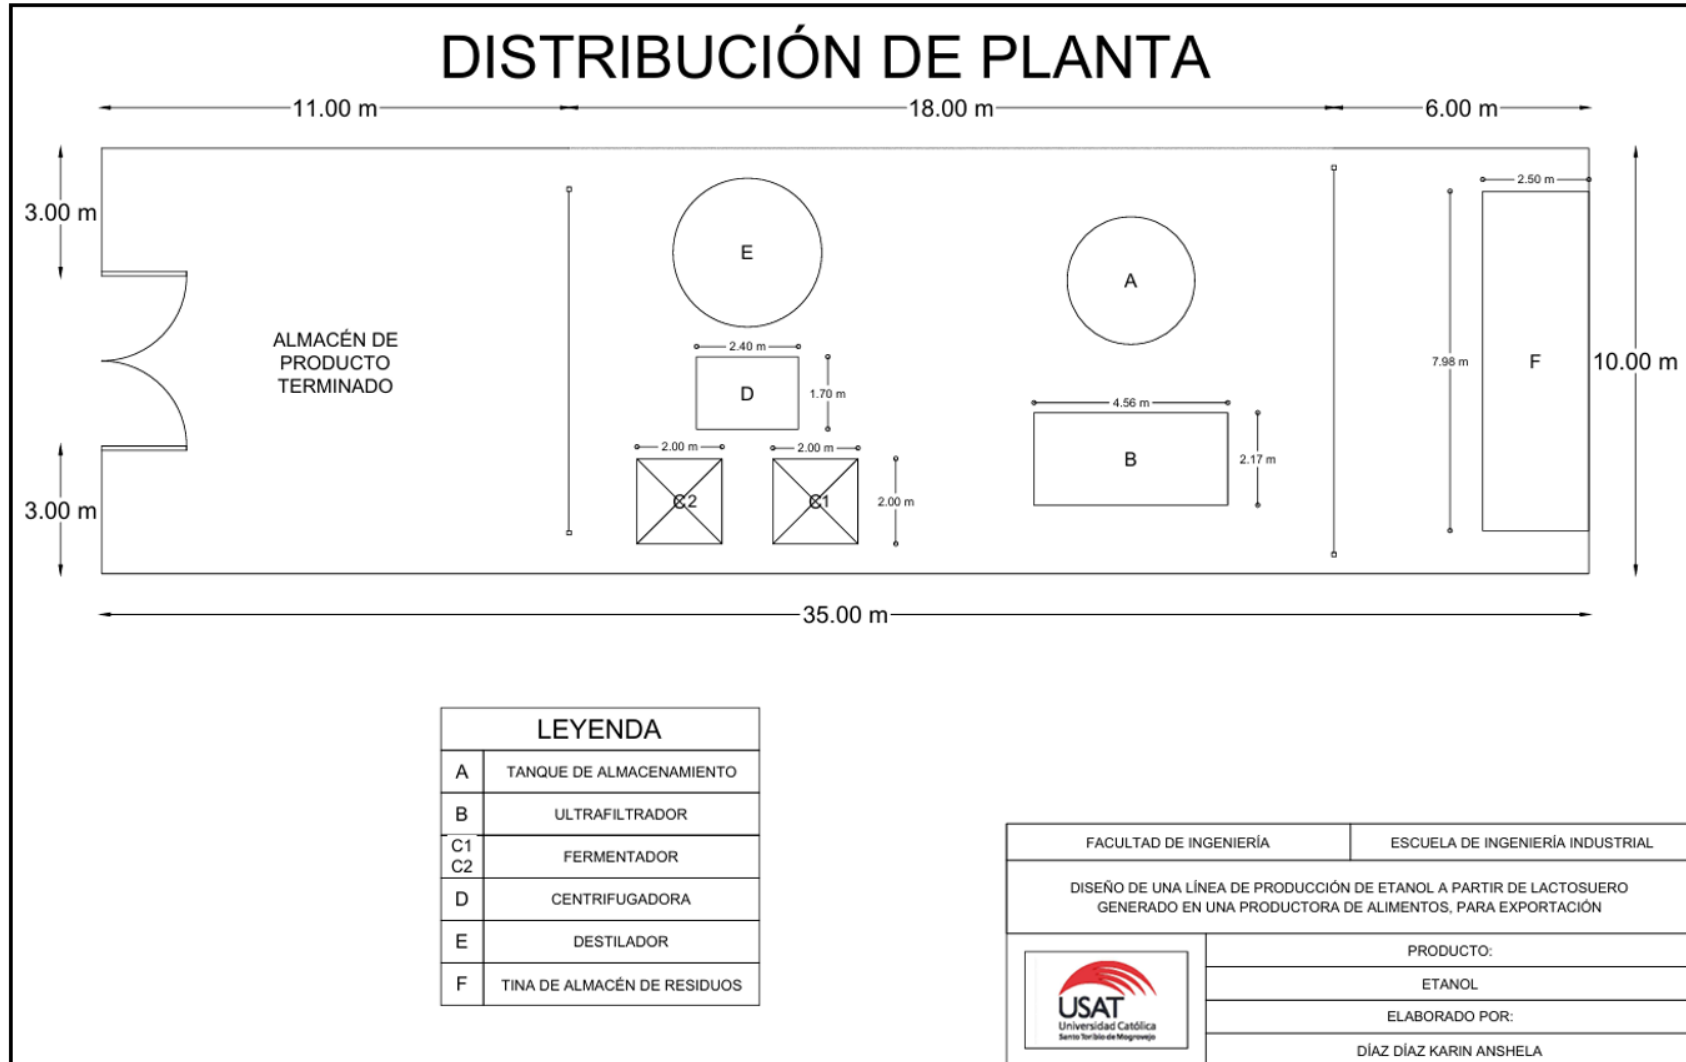 DISTRIBUCIÓN DE PLANTA
11.00 m
18.00 m
6.00 m
2.50 m
3.00 m
E
A
ALMACÉN DE
PRODUCTO
TERMINADO
2.40 m
D
1.70 m
7.98 m
F
10.00 m
4.56 m
B
2.17 m
2.00 m
2.00 m
C2
C1
2.00 m
3.00 m
35.00 m
LEYENDA
A TANQUE DE ALMACENAMIENTO
B ULTRAFILTRADOR
C1
C2
FERMENTADOR
D CENTRIFUGADORA
E DESTILADOR
F TINA DE ALMACÉN DE RESIDUOS
FACULTAD DE INGENIERÍA
ESCUELA DE INGENIERÍA INDUSTRIAL
DISEÑO DE UNA LÍNEA DE PRODUCCIÓN DE ETANOL A PARTIR DE LACTOSUERO
GENERADO EN UNA PRODUCTORA DE ALIMENTOS, PARA EXPORTACIÓN
USAT
Universidad Católica
Santo Toribio de Mogrovejo
PRODUCTO:
ETANOL
ELABORADO POR:
DÍAZ DÍAZ KARIN ANSHELA